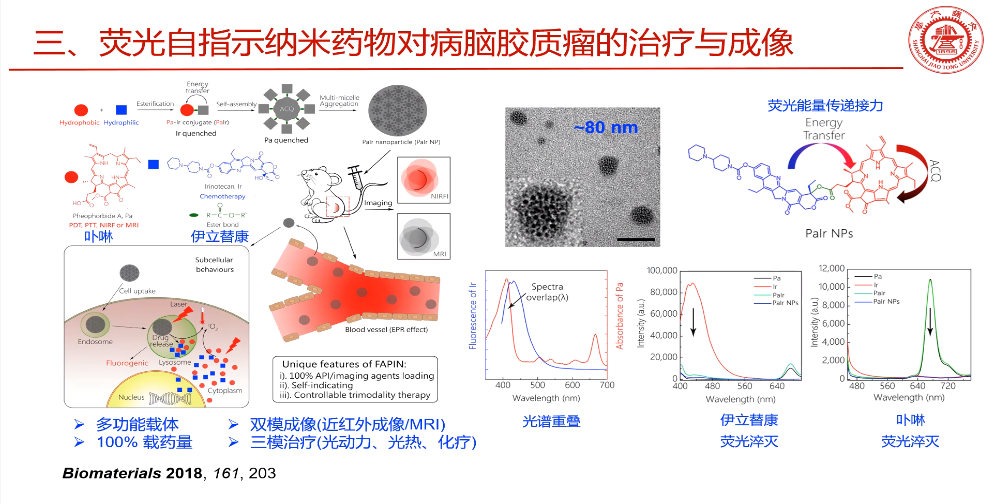 三、荧光自指示纳米药物对病脑胶质瘤的治疗与成像
SHANGHAI JIAO TONG UNIVERSITY
Energy
transfer
Esterification
Self-assembly
Multi-micelle
Aggregation
+
ACQ
Hydrophobic
Hydrophilic
Pa-Ir conjugate (PaIr)
Ir quenched
Pa quenched
PaIr nanoparticle (PaIr NP)
Irinotecan Ir
Chemotherapy
Pheophorbide A, Pa
PDT, PTT, NIRF or MRI
Ester bond
卟啉
伊立替康
Imaging
NIRFI
MRI
Subcellular
behaviours
Cell uptake
Laser
Endosome
Drug
release
¹O₂
Fluorogenic
Lysosome
Cytoplasm
Nucleus
Blood vessel (EPR effect)
Unique features of FAPIN:
i). 100% API/imaging agents loading
ii). Self-indicating
iii). Controllable trimodality therapy
➢ 多功能载体
➢ 双模成像(近红外成像/MRI)
➢ 100% 载药量
➢ 三模治疗(光动力、光热、化疗)
Biomaterials 2018, 161, 203
~80 nm
荧光能量传递接力
Energy
Transfer
ACQ
PaIr NPs
Fluorescence of Ir
Spectra
overlap(λ)
Absorbance of Pa
400 500 600 700
Wavelength (nm)
光谱重叠
Intensity (a.u.)
100,000
80,000
60,000
40,000
20,000
0
Pa
Ir
PaIr
PaIr NPs
400 480 560 640
Wavelength (nm)
伊立替康
荧光淬灭
Intensity (a.u.)
12,000
10,000
8,000
6,000
4,000
2,000
0
Pa
Ir
PaIr
PaIr NPs
480 560 640 720
Wavelength (nm)
卟啉
荧光淬灭